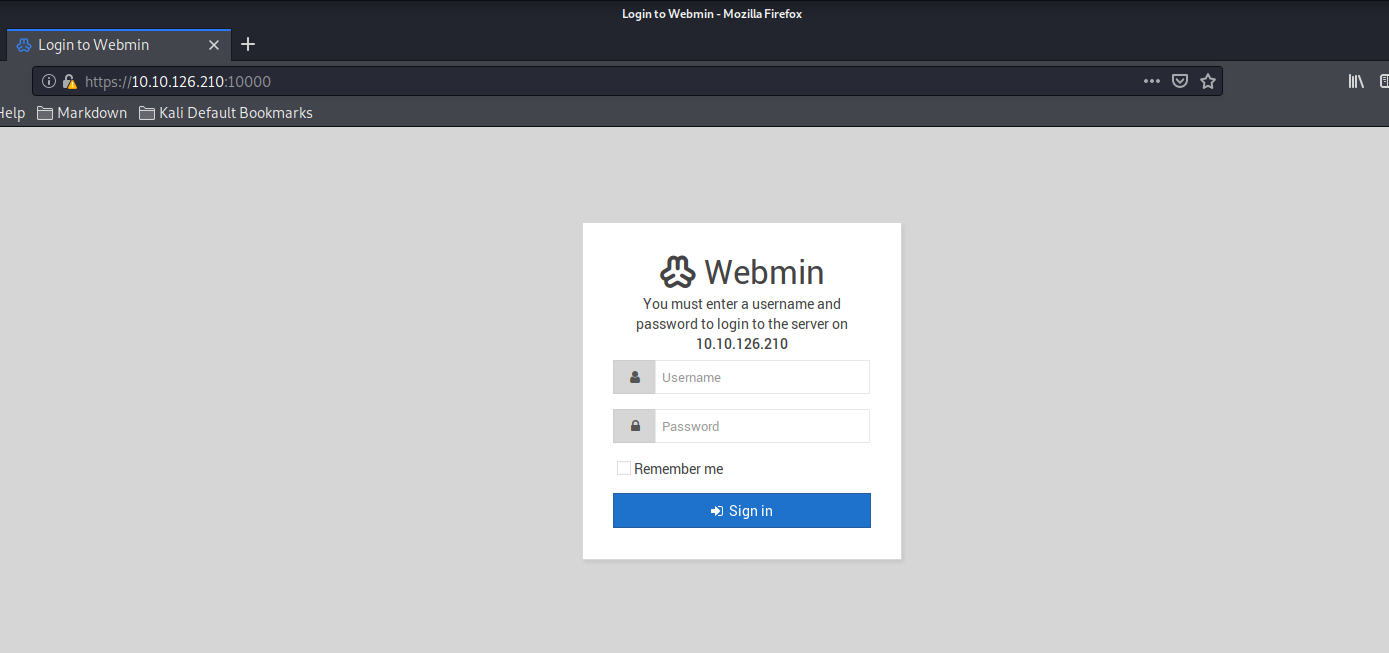 Login to Webmin - Mozilla Firefox
Login to Webmin
https://10.10.126.210:10000
Help Markdown Kali Default Bookmarks
Webmin
You must enter a username and
password to login to the server on
10.10.126.210
Username
Password
Remember me
Sign in